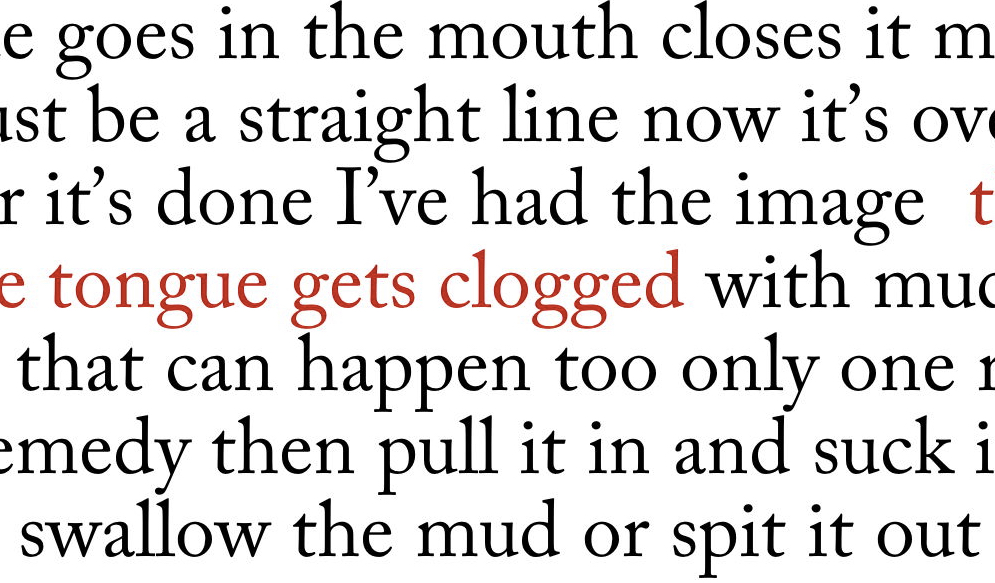 e goes in the mouth closes it m
ust be a straight line now it’s ove
r it’s done I’ve had the image t
e tongue gets clogged with mud
that can happen too only one r
emedy then pull it in and suck i
swallow the mud or spit it out